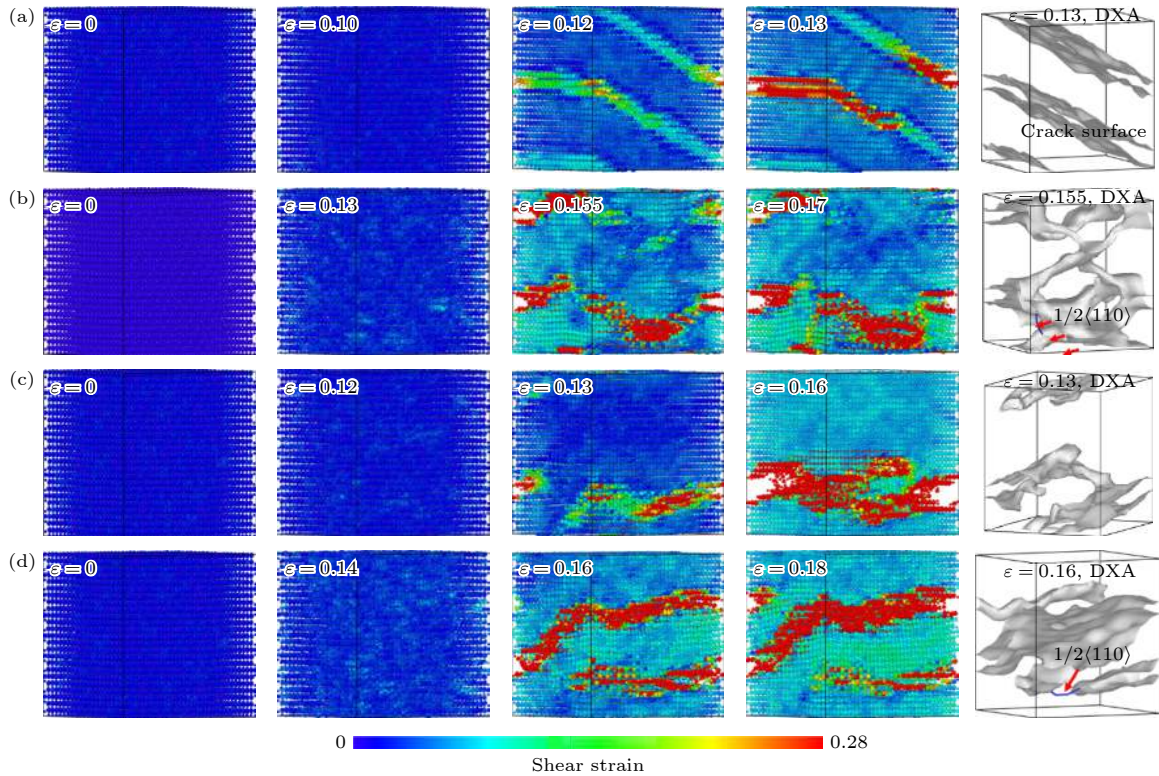 (a) ε=0 ε=0.10 ε=0.12 ε=0.13 ε=0.13, DXA
Crack surface
(b) ε=0 ε=0.13 ε=0.155 ε=0.17 ε=0.155, DXA
1/2⟨110⟩
(c) ε=0 ε=0.12 ε=0.13 ε=0.16 ε=0.13, DXA
(d) ε=0 ε=0.14 ε=0.16 ε=0.18 ε=0.16, DXA
1/2⟨110⟩
0 0.28
Shear strain